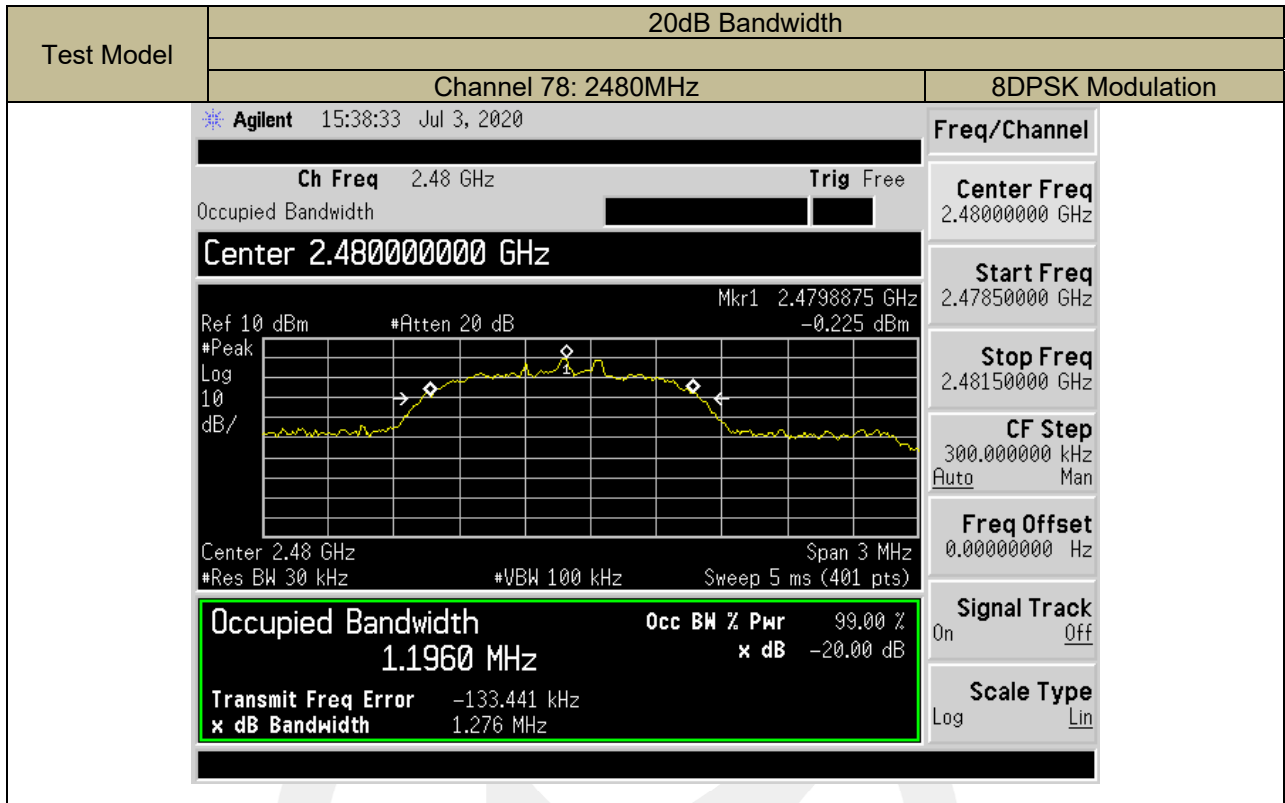 Test Model
20dB Bandwidth
Channel 78: 2480MHz 8DPSK Modulation
Agilent 15:38:33 Jul 3, 2020
Ch Freq 2.48 GHz Trig Free
Occupied Bandwidth
Center 2.480000000 GHz
Mkr1 2.4798875 GHz
Ref 10 dBm #Atten 20 dB -0.225 dBm
#Peak
Log
10
dB/
1
Center 2.48 GHz Span 3 MHz
#Res BW 30 kHz #VBW 100 kHz Sweep 5 ms (401 pts)
Occupied Bandwidth Occ BW % Pwr 99.00 %
1.1960 MHz x dB -20.00 dB
Transmit Freq Error -133.441 kHz
x dB Bandwidth 1.276 MHz
Freq/Channel
Center Freq
2.48000000 GHz
Start Freq
2.47850000 GHz
Stop Freq
2.48150000 GHz
CF Step
300.000000 kHz
Auto Man
Freq Offset
0.00000000 Hz
Signal Track
On Off
Scale Type
Log Lin